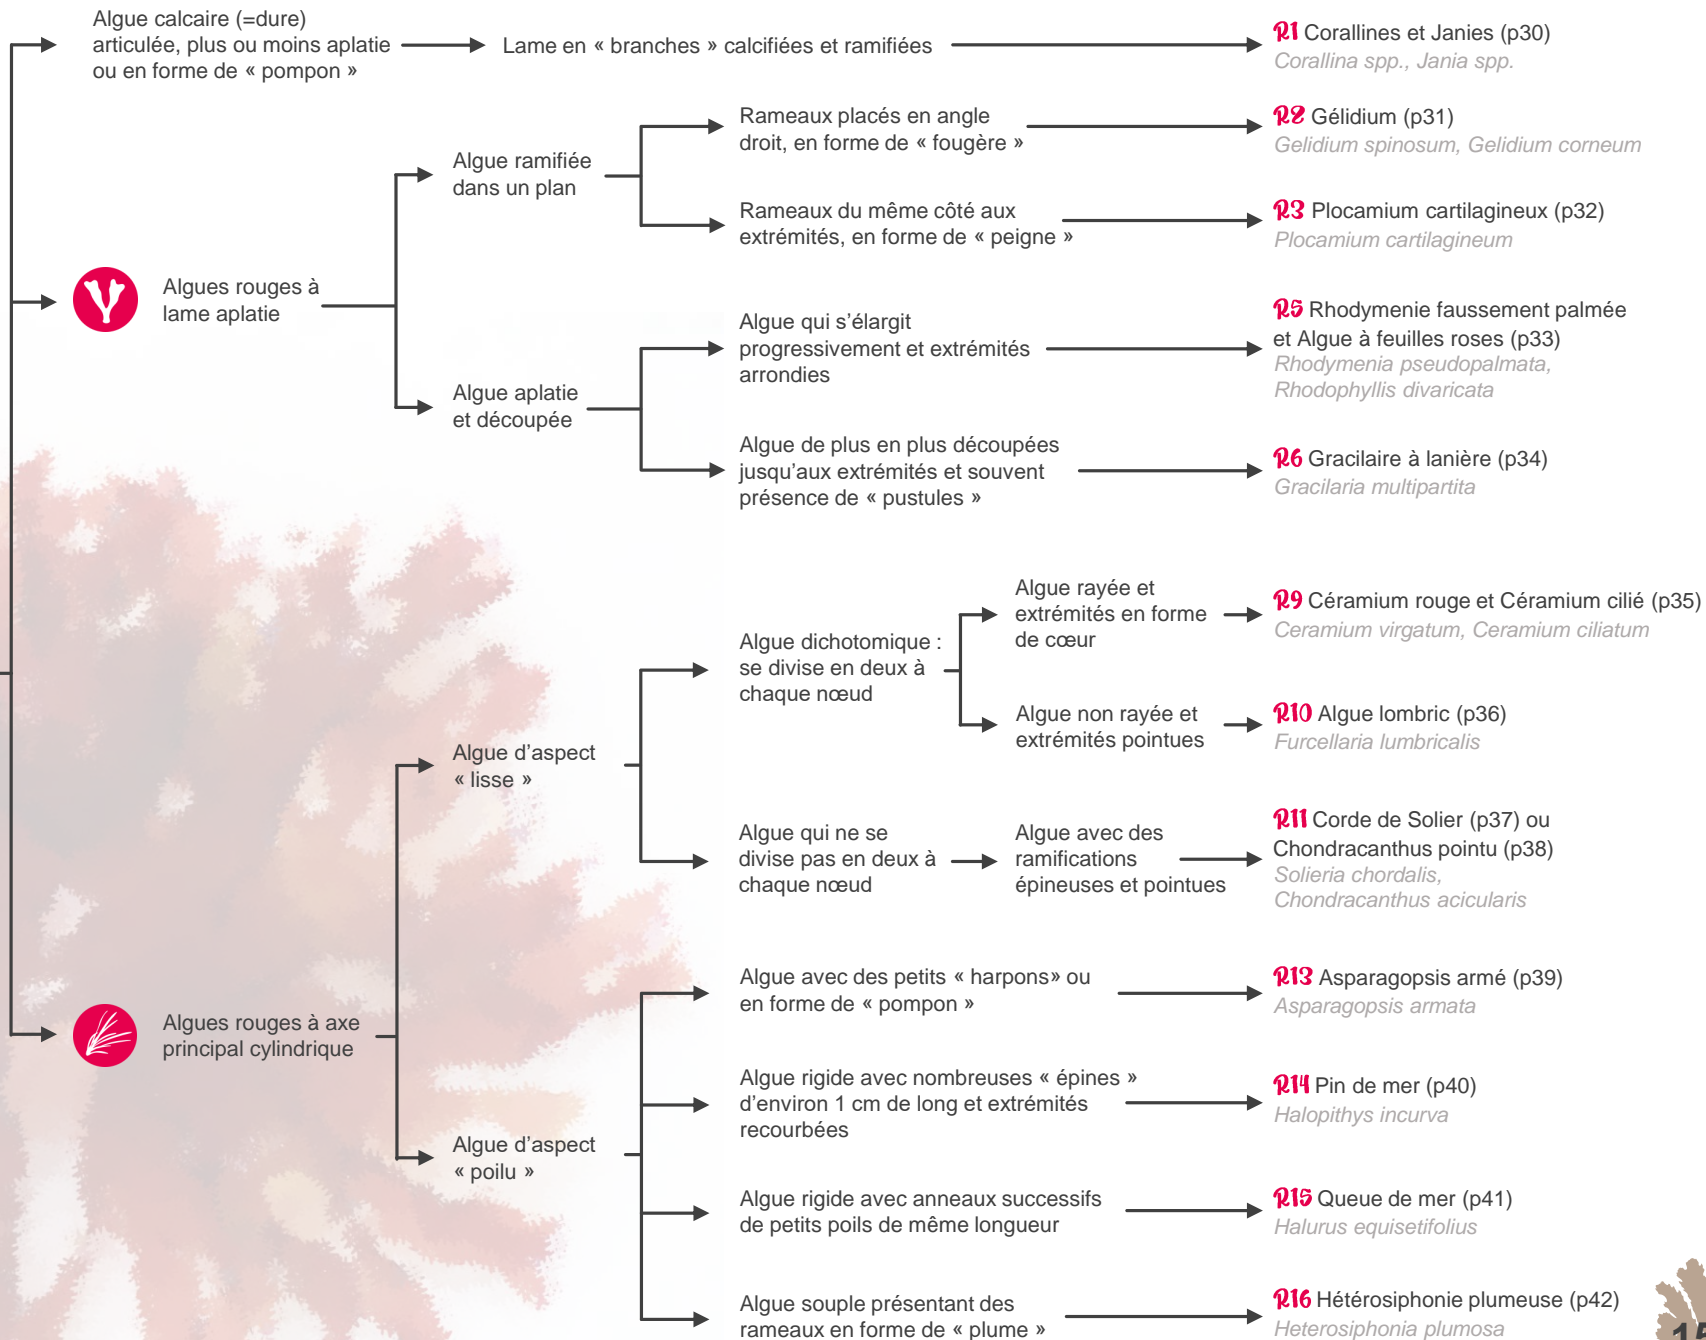 Algue calcaire (=dure)
articulée, plus ou moins aplatie
ou en forme de « pompon »
Lame en « branches » calcifiées et ramifiées
R1 Corallines et Janies (p30)
Corallina spp., Jania spp.
Algues rouges à
lame aplatie
Algue ramifiée
dans un plan
Rameaux placés en angle
droit, en forme de « fougère »
R2 Gélidium (p31)
Gelidium spinosum, Gelidium corneum
Rameaux du même côté aux
extrémités, en forme de « peigne »
R3 Plocamium cartilagineux (p32)
Plocamium cartilagineum
Algue aplatie
et découpée
Algue qui s’élargit
progressivement et extrémités
arrondies
R5 Rhodymenie faussement palmée
et Algue à feuilles roses (p33)
Rhodymenia pseudopalmata,
Rhodophyllis divaricata
Algue de plus en plus découpées
jusqu’aux extrémités et souvent
présence de « pustules »
R6 Gracilaire à lanière (p34)
Gracilaria multipartita
Algues rouges à axe
principal cylindrique
Algue d’aspect
« lisse »
Algue dichotomique :
se divise en deux à
chaque nœud
Algue rayée et
extrémités en forme
de cœur
R9 Céramium rouge et Céramium cilié (p35)
Ceramium virgatum, Ceramium ciliatum
Algue non rayée et
extrémités pointues
R10 Algue lombric (p36)
Furcellaria lumbricalis
Algue qui ne se
divise pas en deux à
chaque nœud
Algue avec des
ramifications
épineuses et pointues
R11 Corde de Solier (p37) ou
Chondracanthus pointu (p38)
Solieria chordalis,
Chondracanthus acicularis
Algue d’aspect
« poilu »
Algue avec des petits « harpons» ou
en forme de « pompon »
R13 Asparagopsis armé (p39)
Asparagopsis armata
Algue rigide avec nombreuses « épines »
d’environ 1 cm de long et extrémités
recourbées
R14 Pin de mer (p40)
Halopithys incurva
Algue rigide avec anneaux successifs
de petits poils de même longueur
R15 Queue de mer (p41)
Halurus equisetifolius
Algue souple présentant des
rameaux en forme de « plume »
R16 Hétérosiphonie plumeuse (p42)
Heterosiphonia plumosa